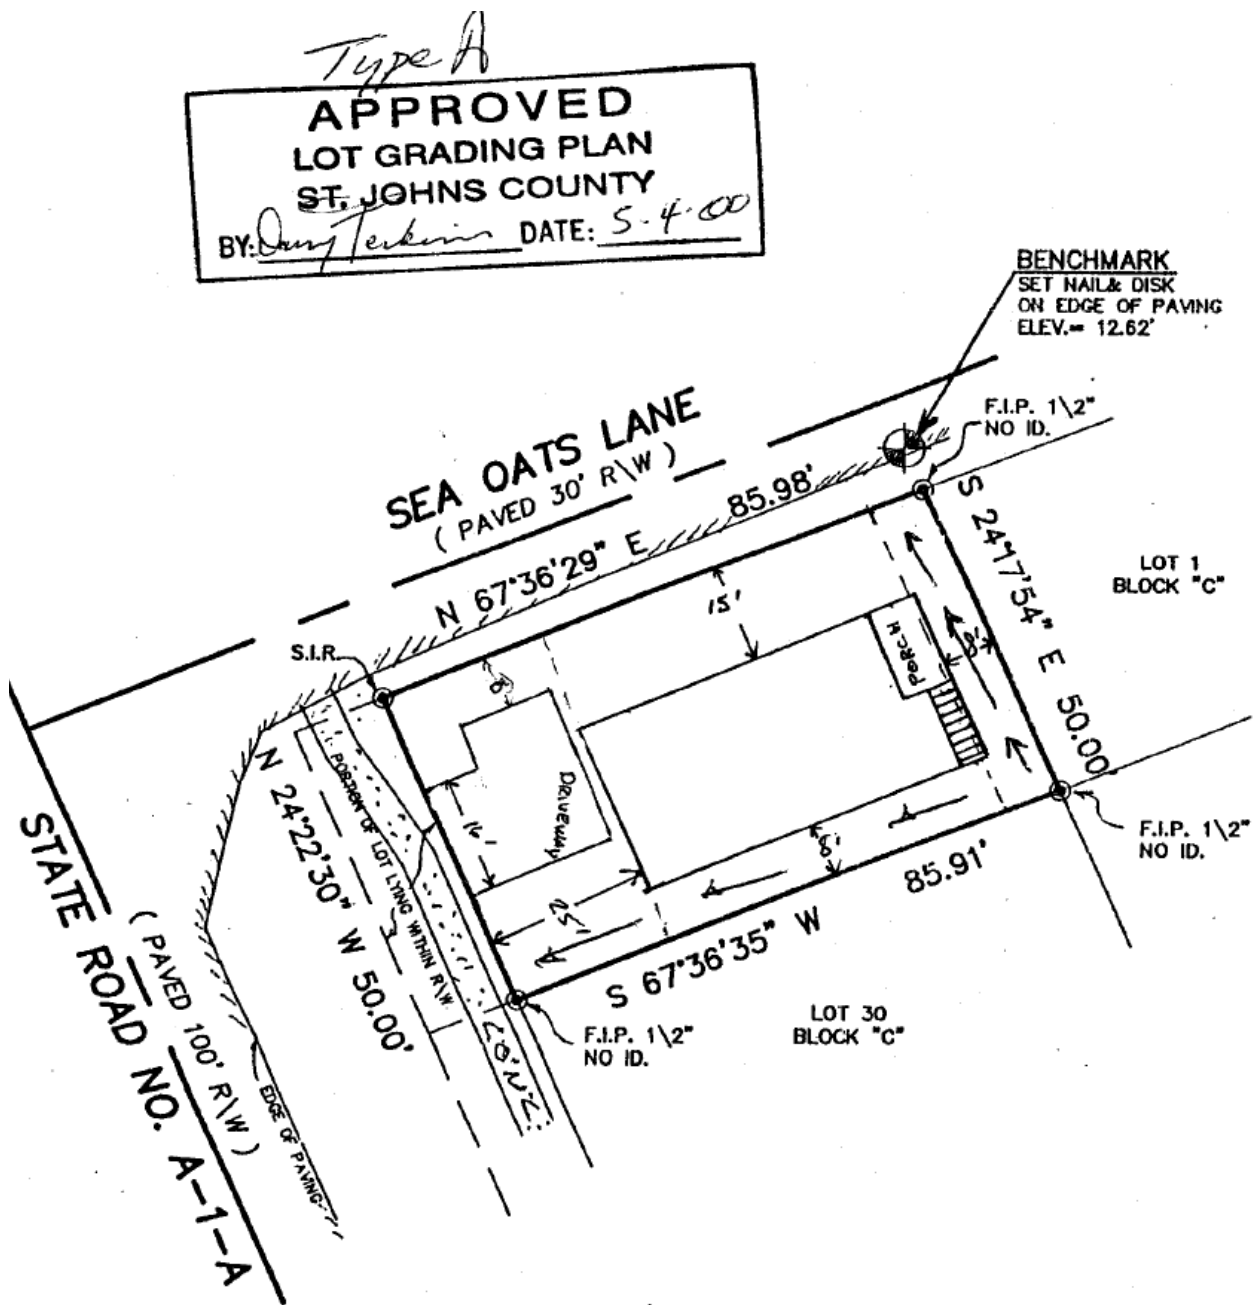 Type A
APPROVED
LOT GRADING PLAN
ST. JOHNS COUNTY
BY: DATE: 5-4-00
BENCHMARK
SET NAIL& DISK
ON EDGE OF PAVING
ELEV.= 12.62'
F.I.P. 1\2"
NO ID.
SEA OATS LANE
( PAVED 30' R\W )
85.98'
N 67°36'29" E
S 24°17'54" E 50.00'
LOT 1
BLOCK "C"
15'
S.I.R.
8'
PORCH
8'
Driveway
16'
25'
8'
N 24°22'30" W 50.00'
PORTION OF LOT LYING WITHIN R\W
F.I.P. 1\2"
NO ID.
85.91'
S 67°36'35" W
LOT 30
BLOCK "C"
F.I.P. 1\2"
NO ID.
CONC.
STATE ROAD NO. A-1-A
( PAVED 100' R\W )
EDGE OF PAVING